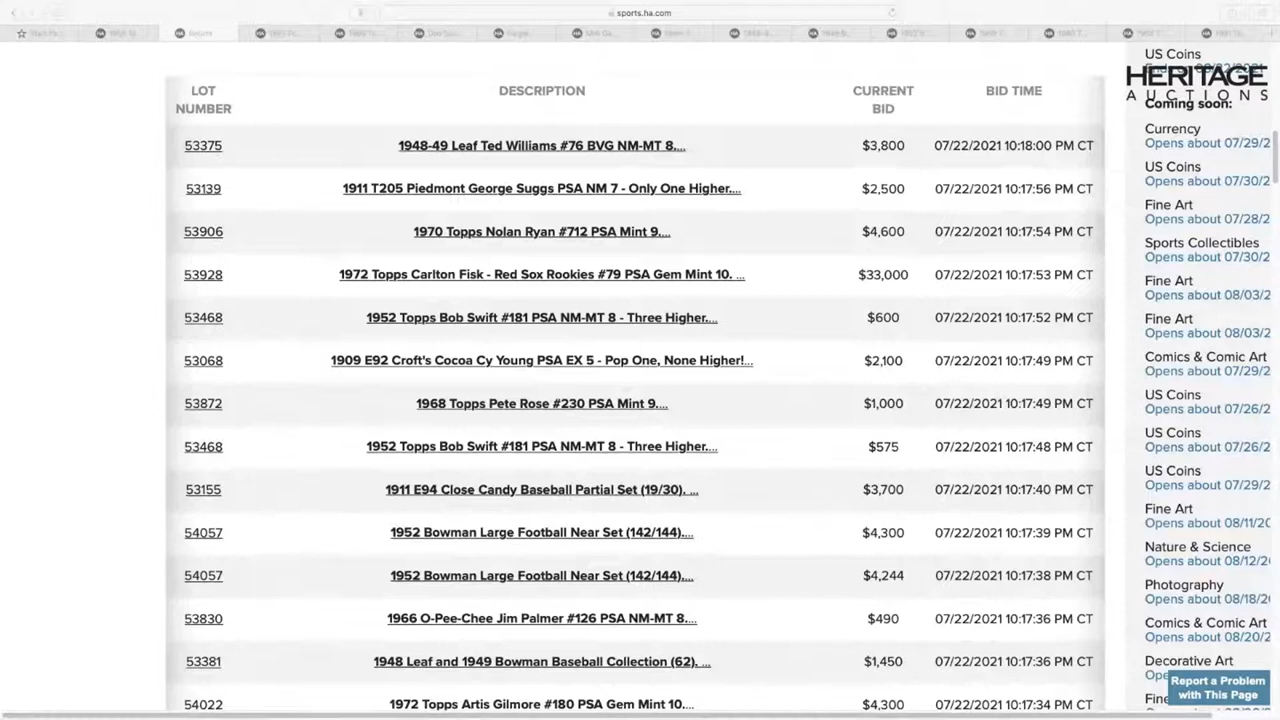 sports.ha.com
US Coins
HERITAGE
AUCTIONS
Coming soon:
LOT NUMBER DESCRIPTION CURRENT BID BID TIME
53375 1948-49 Leaf Ted Williams #76 BVG NM-MT 8.... $3,800 07/22/2021 10:18:00 PM CT
53139 1911 T205 Piedmont George Suggs PSA NM 7 - Only One Higher.... $2,500 07/22/2021 10:17:56 PM CT
53906 1970 Topps Nolan Ryan #712 PSA Mint 9.... $4,600 07/22/2021 10:17:54 PM CT
53928 1972 Topps Carlton Fisk - Red Sox Rookies #79 PSA Gem Mint 10. ... $33,000 07/22/2021 10:17:53 PM CT
53468 1952 Topps Bob Swift #181 PSA NM-MT 8 - Three Higher.... $600 07/22/2021 10:17:52 PM CT
53068 1909 E92 Croft's Cocoa Cy Young PSA EX 5 - Pop One, None Higher!... $2,100 07/22/2021 10:17:49 PM CT
53872 1968 Topps Pete Rose #230 PSA Mint 9.... $1,000 07/22/2021 10:17:49 PM CT
53468 1952 Topps Bob Swift #181 PSA NM-MT 8 - Three Higher.... $575 07/22/2021 10:17:48 PM CT
53155 1911 E94 Close Candy Baseball Partial Set (19/30). ... $3,700 07/22/2021 10:17:40 PM CT
54057 1952 Bowman Large Football Near Set (142/144).... $4,300 07/22/2021 10:17:39 PM CT
54057 1952 Bowman Large Football Near Set (142/144).... $4,244 07/22/2021 10:17:38 PM CT
53830 1966 O-Pee-Chee Jim Palmer #126 PSA NM-MT 8.... $490 07/22/2021 10:17:36 PM CT
53381 1948 Leaf and 1949 Bowman Baseball Collection (62). ... $1,450 07/22/2021 10:17:36 PM CT
54022 1972 Topps Artis Gilmore #180 PSA Gem Mint 10.... $4,300 07/22/2021 10:17:34 PM CT
Currency
Opens about 07/29/2
US Coins
Opens about 07/30/2
Fine Art
Opens about 07/28/2
Sports Collectibles
Opens about 07/30/2
Fine Art
Opens about 08/03/2
Fine Art
Opens about 08/03/2
Comics & Comic Art
Opens about 07/29/2
US Coins
Opens about 07/26/2
US Coins
Opens about 07/26/2
US Coins
Opens about 07/29/2
Fine Art
Opens about 08/11/20
Nature & Science
Opens about 08/12/20
Photography
Opens about 08/18/20
Comics & Comic Art
Opens about 08/20/2
Decorative Art
Ope
Report a Problem
with This Page
Fine